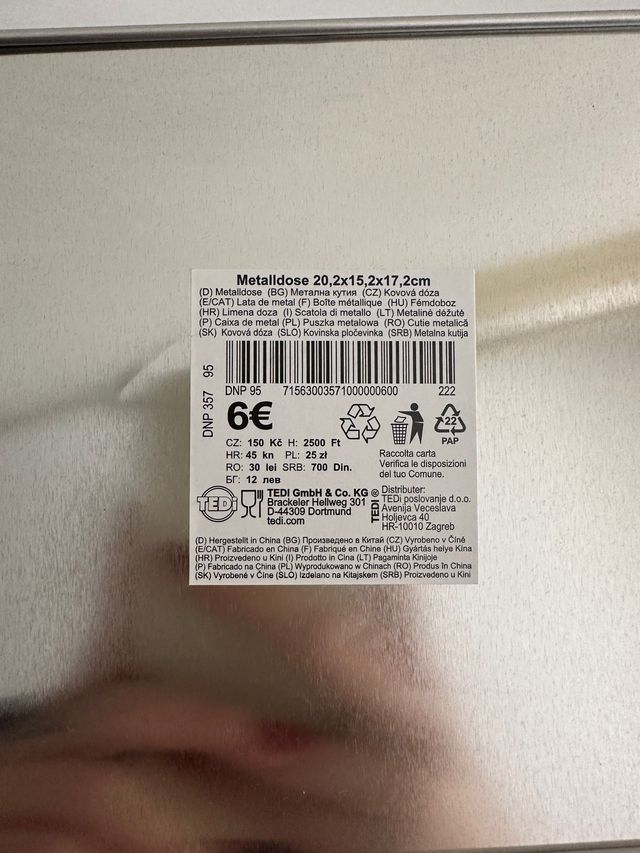 Metalldose 20,2x15,2x17,2cm
(D) Metalldose (BG) Метална кутия (CZ) Kovová dóza
(E/CAT) Lata de metal (F) Boîte métallique (HU) Fémdoboz
(HR) Limena doza (I) Scatola di metallo (LT) Metalinė dėžutė
(P) Caixa de metal (PL) Puszka metalowa (RO) Cutie metalică
(SK) Kovová dóza (SLO) Kovinska pločevinka (SRB) Metalna kutija
DNP 357 95
DNP 95 71563003571000000600 222
6€
CZ: 150 Kč H: 2500 Ft
HR: 45 kn PL: 25 zł
RO: 30 lei SRB: 700 Din.
БГ: 12 лев
22
PAP
Raccolta carta
Verifica le disposizioni
del tuo Comune.
TEDi
TEDi GmbH & Co. KG
Brackeler Hellweg 301
D-44309 Dortmund
tedi.com
TEDI®
Distributer:
TEDi poslovanje d.o.o.
Avenija Veceslava
Holjevca 40
HR-10010 Zagreb
(D) Hergestellt in China (BG) Произведено в Китай (CZ) Vyrobeno v Číně
(E/CAT) Fabricado en China (F) Fabriqué en Chine (HU) Gyártás helye Kína
(HR) Proizvedeno u Kini (I) Prodotto in Cina (LT) Pagaminta Kinijoje
(P) Fabricado na China (PL) Wyprodukowano w Chinach (RO) Produs în China
(SK) Vyrobené v Číne (SLO) Izdelano na Kitajskem (SRB) Proizvedeno u Kini